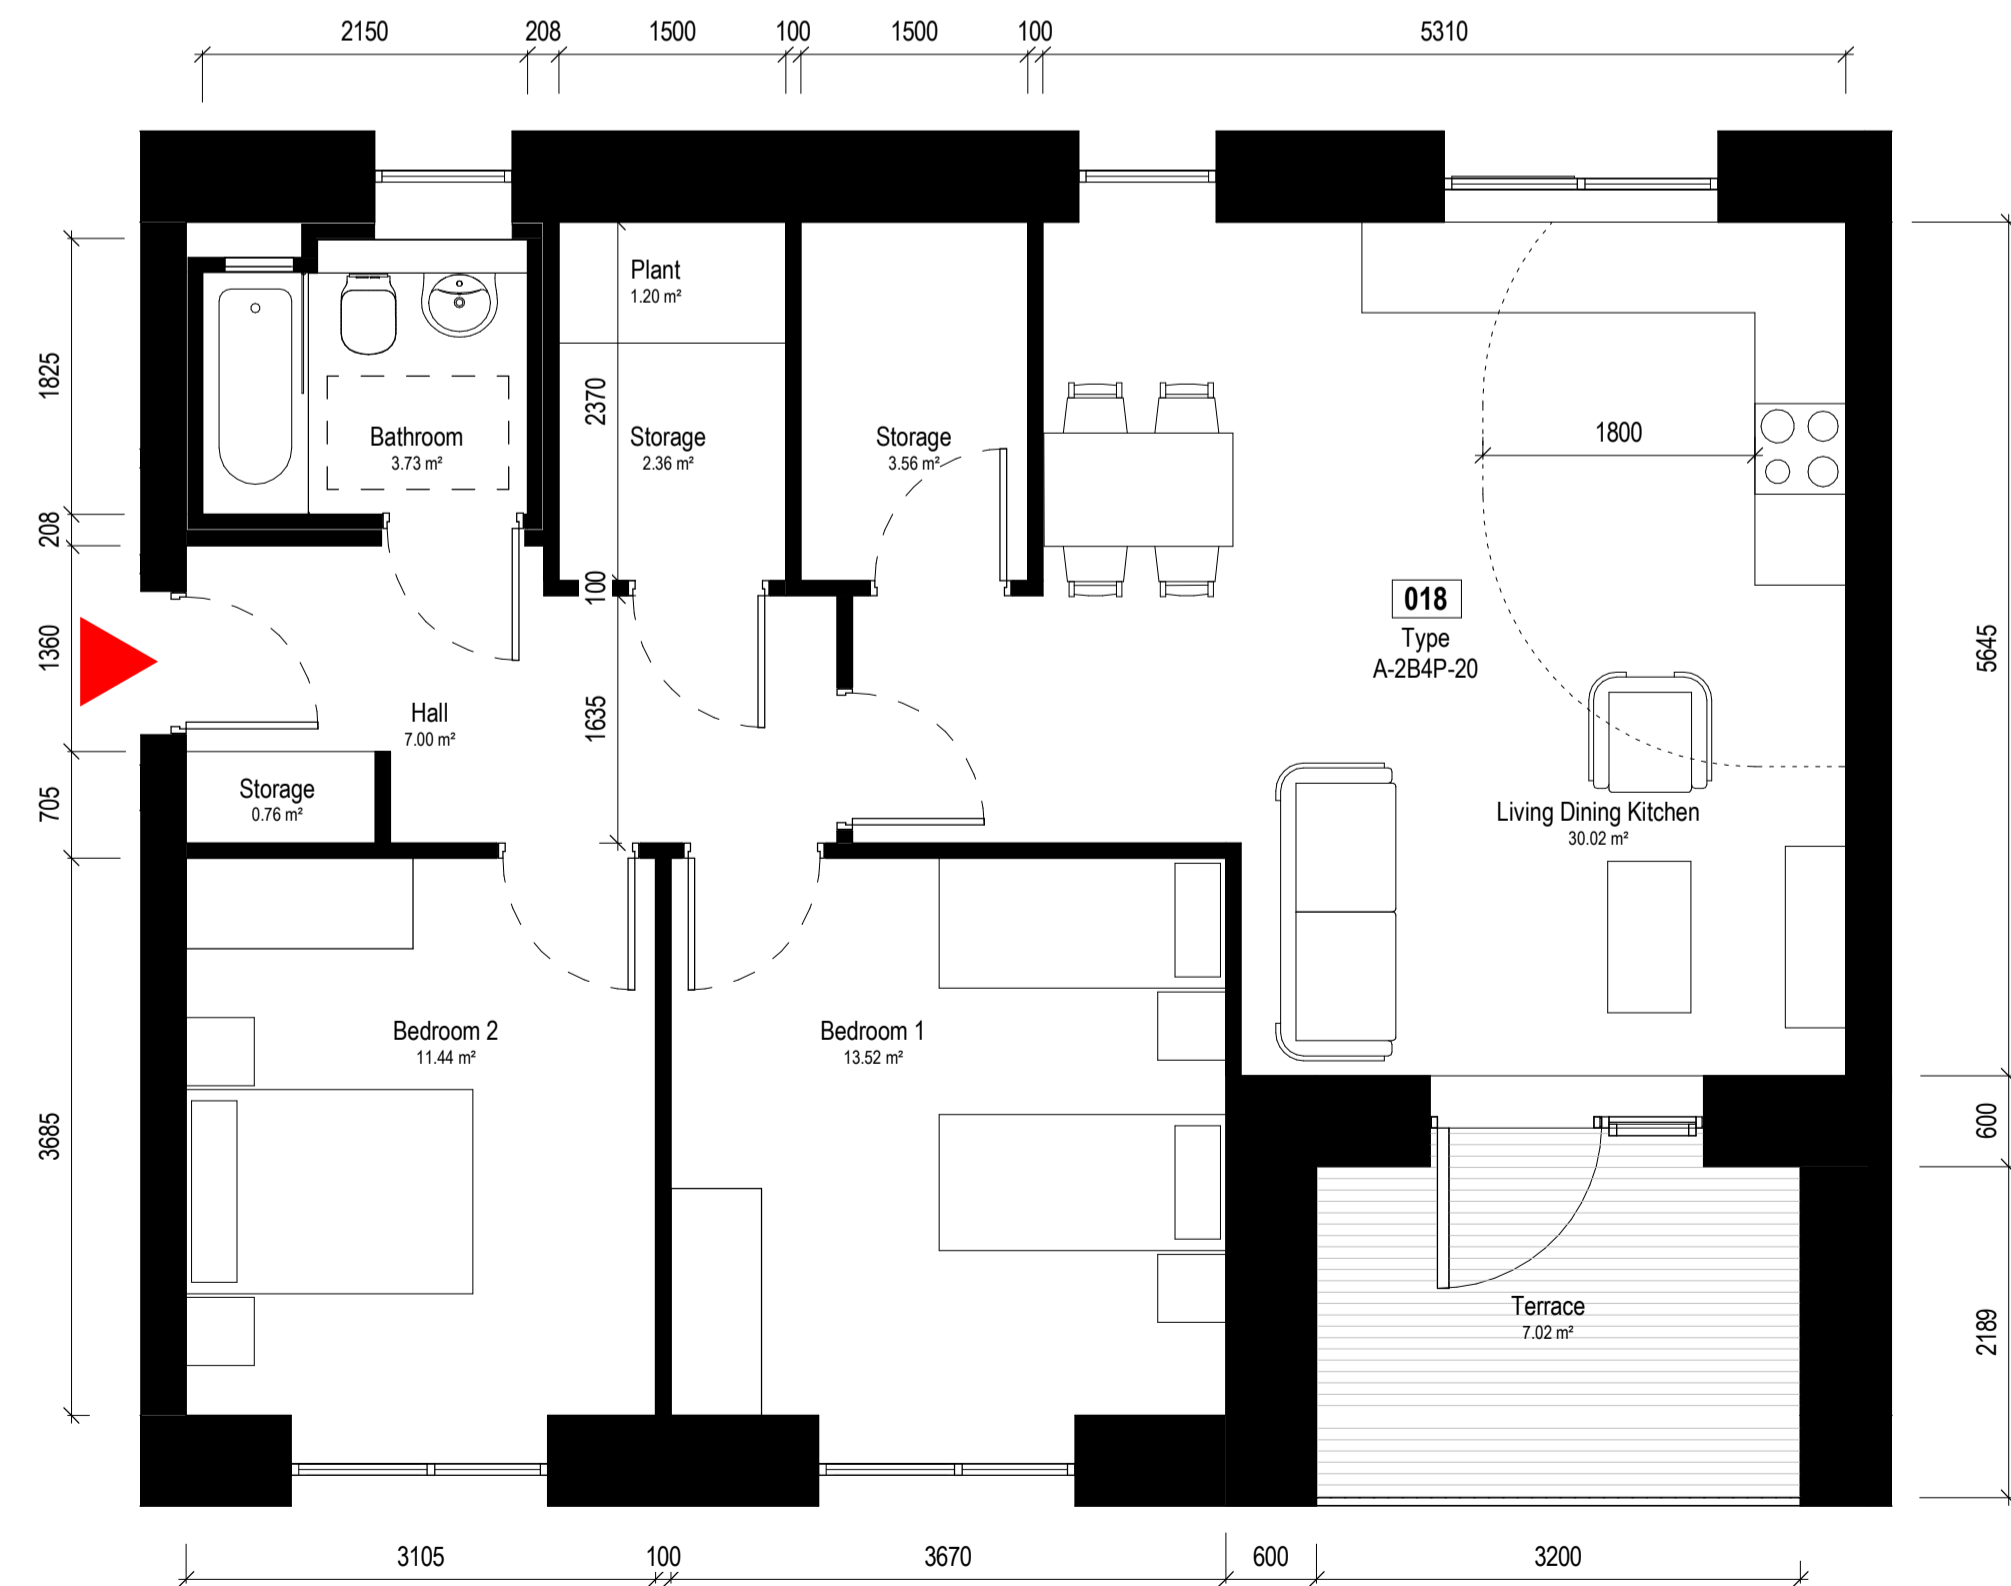 2150 208 1500 100 1500 100 5310
Plant
1.20 m²
1825
2370
Bathroom
3.73 m²
Storage
2.36 m²
Storage
3.56 m²
1800
208
100
018
Type
A-2B4P-20
1360
5645
Hall
7.00 m²
1635
Storage
0.76 m²
705
Living Dining Kitchen
30.02 m²
Bedroom 2
11.44 m²
Bedroom 1
13.52 m²
3685
600
Terrace
7.02 m²
2189
3105 100 3670 600 3200